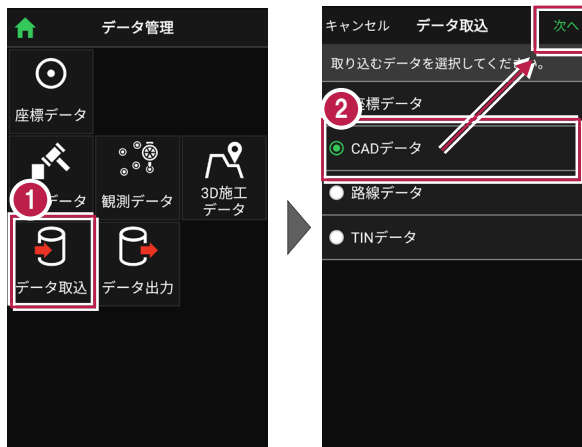 データ管理
座標データ
データ
観測データ
3D施工
データ
1
データ取込
データ出力
キャンセル
データ取込
次へ
取り込むデータを選択してください。
2
標データ
CADデータ
路線データ
TINデータ